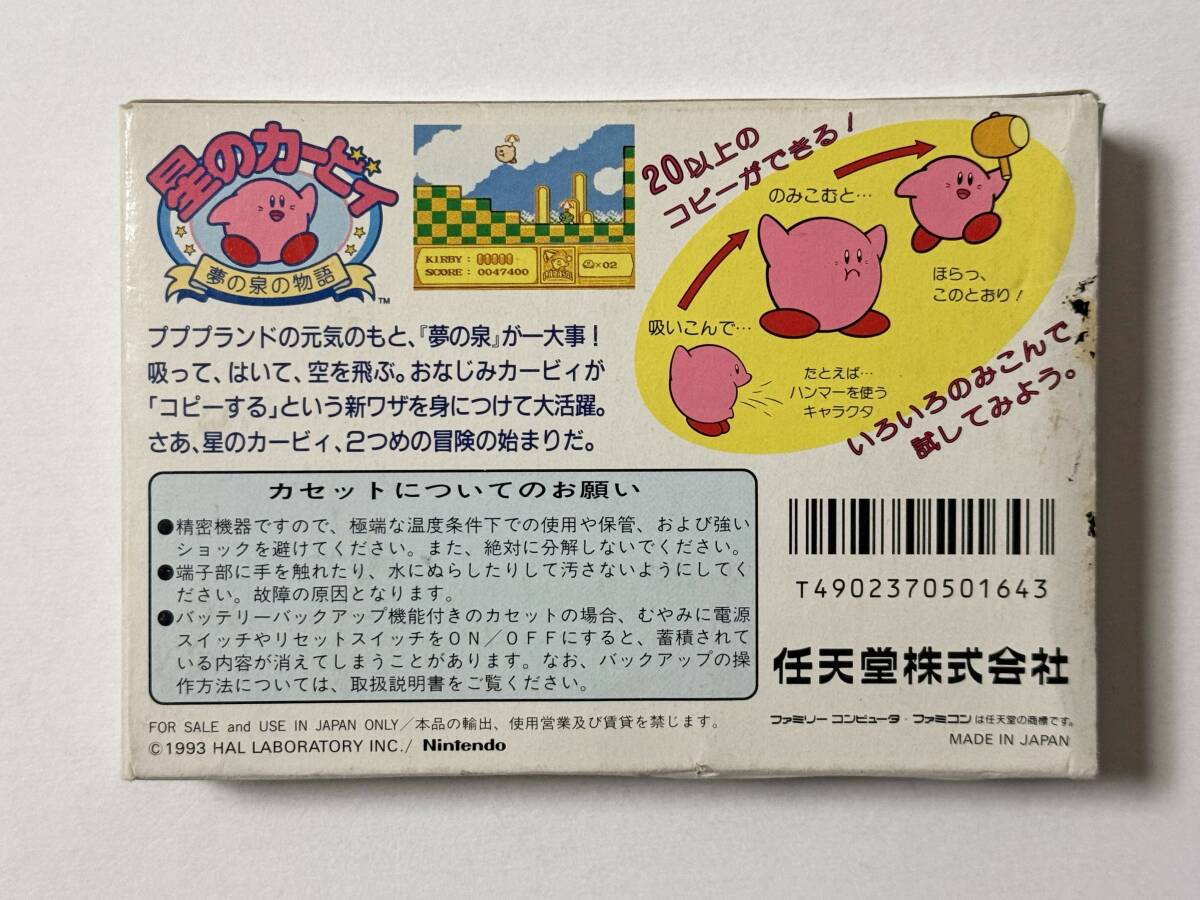 星のカービィ
夢の泉の物語
TM
KIRBY :
SCORE : 0047400
×02
20以上の
コピーができる!
吸いこんで…
のみこむと…
ほらっ、
このとおり!
たとえば…
ハンマーを使う
キャラクタ
いろいろのみこんで
試してみよう。
プププランドの元気のもと、『夢の泉』が一大事!
吸って、はいて、空を飛ぶ。おなじみカービィが
「コピーする」という新ワザを身につけて大活躍。
さあ、星のカービィ、2つめの冒険の始まりだ。
カセットについてのお願い
●精密機器ですので、極端な温度条件下での使用や保管、および強い
ショックを避けてください。また、絶対に分解しないでください。
●端子部に手を触れたり、水にぬらしたりして汚さないようにしてく
ださい。故障の原因となります。
●バッテリーバックアップ機能付きのカセットの場合、むやみに電源
スイッチやリセットスイッチをON/OFFにすると、蓄積されて
いる内容が消えてしまうことがあります。なお、バックアップの操
作方法については、取扱説明書をご覧ください。
T4902370501643
任天堂株式会社
FOR SALE and USE IN JAPAN ONLY/本品の輸出、使用営業及び賃貸を禁じます。
©1993 HAL LABORATORY INC./ Nintendo
ファミリーコンピュータ・ファミコンは任天堂の商標です。
MADE IN JAPAN